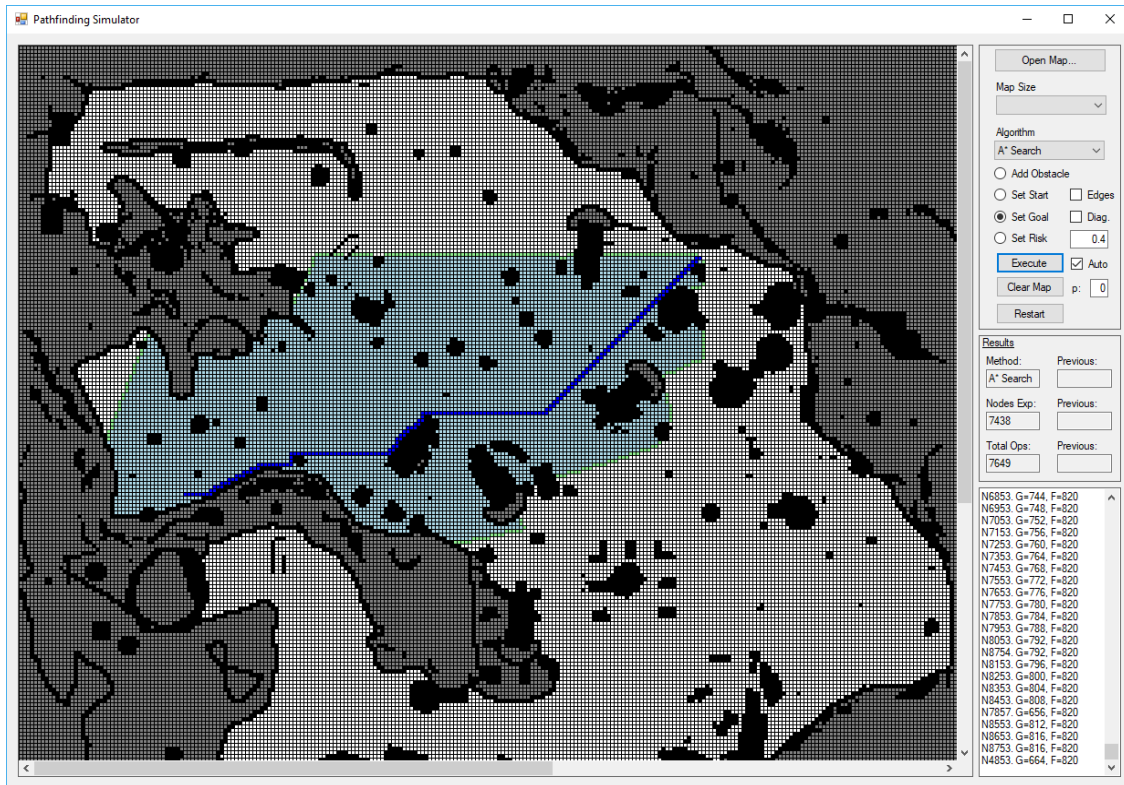 Pathfinding Simulator
Open Map...
Map Size
Algorithm
A* Search
Add Obstacle
Set Start
Edges
Set Goal
Diag.
Set Risk
0.4
Execute
Auto
Clear Map
p:
0
Restart
Results
Method:
Previous:
A* Search
Nodes Exp:
Previous:
7438
Total Ops:
Previous:
7649
N6853. G=744, F=820
N6953. G=748, F=820
N7053. G=752, F=820
N7153. G=756, F=820
N7253. G=760, F=820
N7353. G=764, F=820
N7453. G=768, F=820
N7553. G=772, F=820
N7653. G=776, F=820
N7753. G=780, F=820
N7853. G=784, F=820
N7953. G=788, F=820
N8053. G=792, F=820
N8754. G=792, F=820
N8153. G=796, F=820
N8253. G=800, F=820
N8353. G=804, F=820
N8453. G=808, F=820
N7857. G=656, F=820
N8553. G=812, F=820
N8653. G=816, F=820
N8753. G=816, F=820
N4853. G=664, F=820